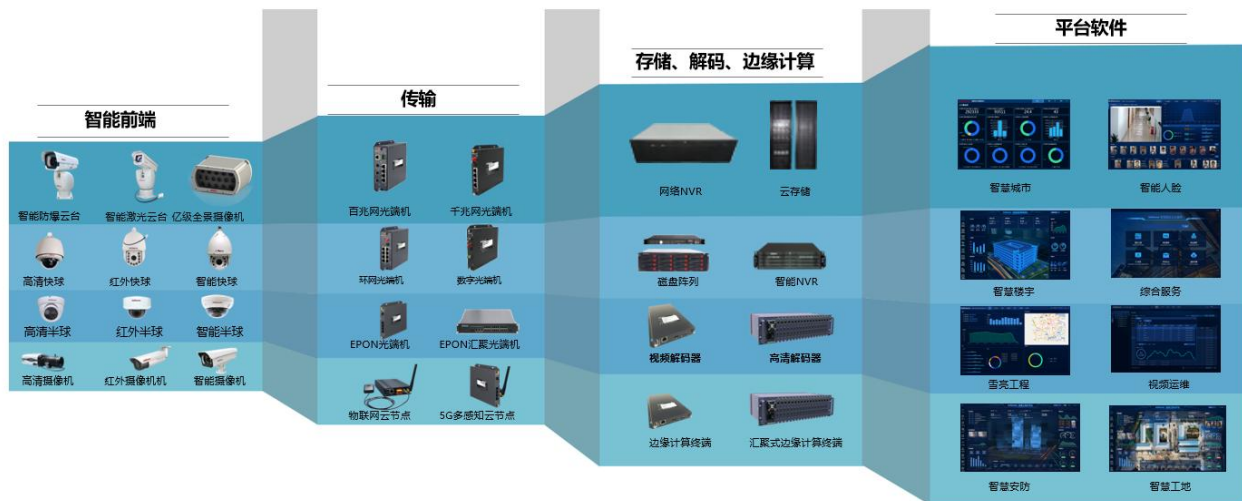 智能前端
智能防爆云台 智能激光云台 亿级全景摄像机
高清快球 红外快球 智能快球
高清半球 红外半球 智能半球
高清摄像机 红外摄像机机 智能摄像机
传输
百兆网光端机 千兆网光端机
环网光端机 数字光端机
EPON光端机 EPON汇聚光端机
物联网云节点 5G多感知云节点
存储、解码、边缘计算
网络NVR 云存储
磁盘阵列 智能NVR
视频解码器 高清解码器
边缘计算终端 汇聚式边缘计算终端
平台软件
智慧城市 智能人脸
智慧楼宇 综合服务
雪亮工程 视频运维
智慧安防 智慧工地